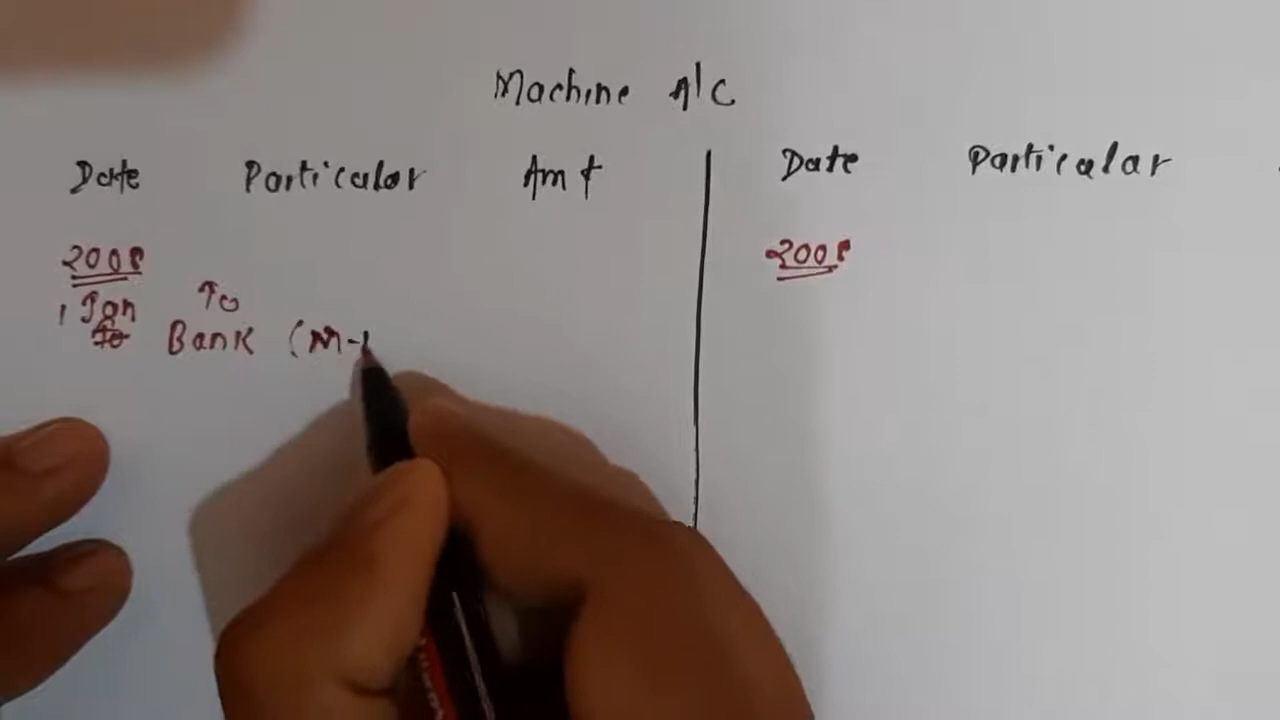 Machine A/C
Date Particular Amt Date Particular
2008 2008
1 Jan To
Bank (M-1